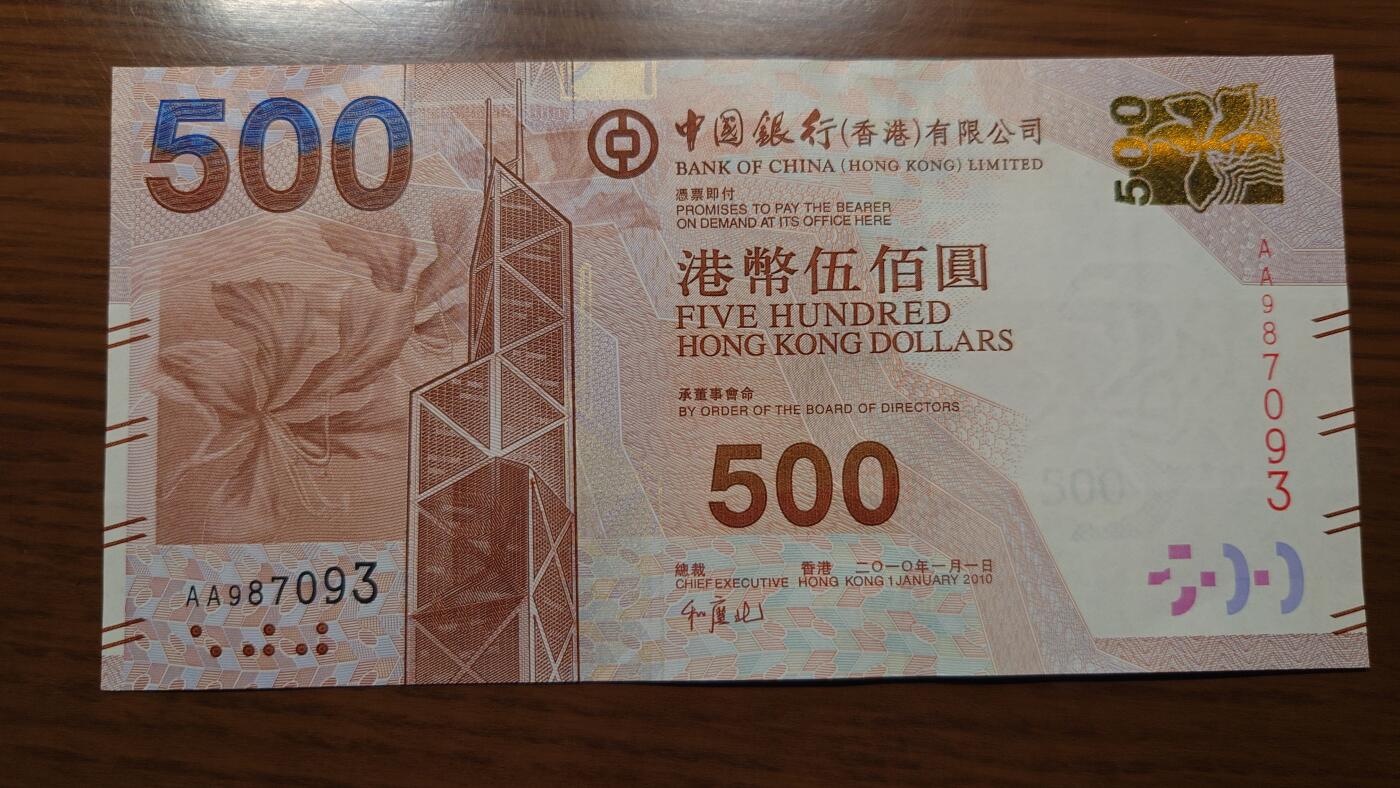 500
中國銀行(香港)有限公司
BANK OF CHINA (HONG KONG) LIMITED
憑票即付
PROMISES TO PAY THE BEARER
ON DEMAND AT ITS OFFICE HERE
港幣伍佰圓
FIVE HUNDRED
HONG KONG DOLLARS
承董事會命
BY ORDER OF THE BOARD OF DIRECTORS
500
總裁
CHIEF EXECUTIVE
香港 二〇一〇年一月一日
HONG KONG 1 JANUARY 2010
AA987093
500
AA987093
500
500